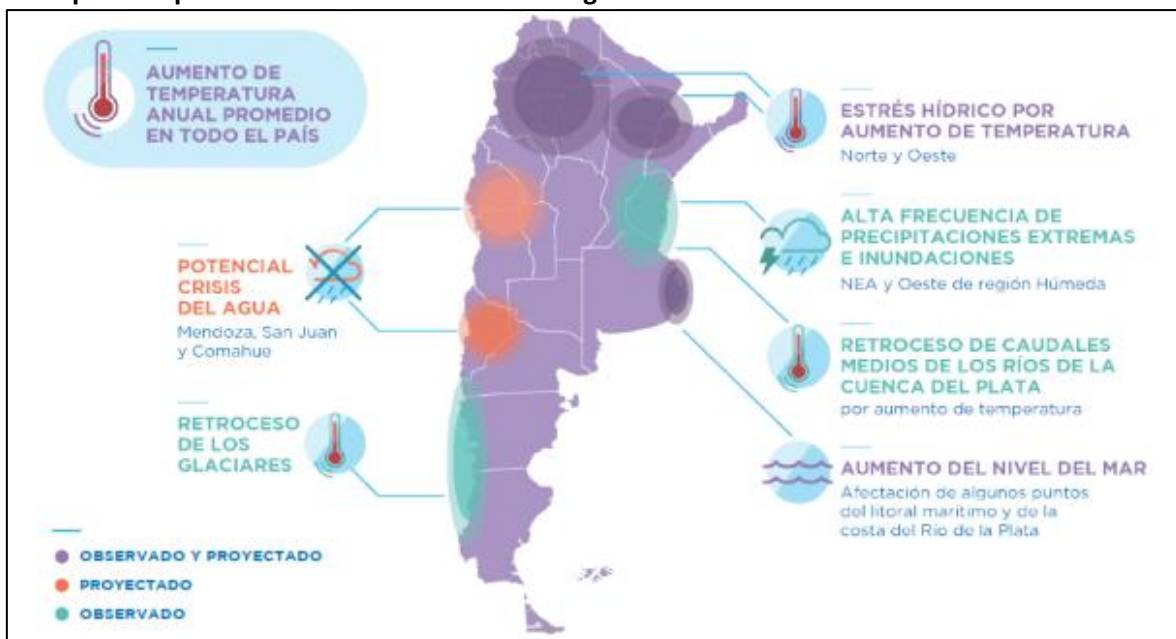 AUMENTO DE
TEMPERATURA
ANUAL PROMEDIO
EN TODO EL PAÍS
ESTRÉS HÍDRICO POR
AUMENTO DE TEMPERATURA
Norte y Oeste
ALTA FRECUENCIA DE
PRECIPITACIONES EXTREMAS
E INUNDACIONES
NEA y Oeste de región Húmeda
POTENCIAL
CRISIS
DEL AGUA
Mendoza, San Juan
y Comahue
RETROCESO DE CAUDALES
MEDIOS DE LOS RÍOS DE LA
CUENCA DEL PLATA
por aumento de temperatura
RETROCESO
DE LOS
GLACIARES
AUMENTO DEL NIVEL DEL MAR
Afectación de algunos puntos
del litoral marítimo y de la
costa del Río de la Plata
OBSERVADO Y PROYECTADO
PROYECTADO
OBSERVADO